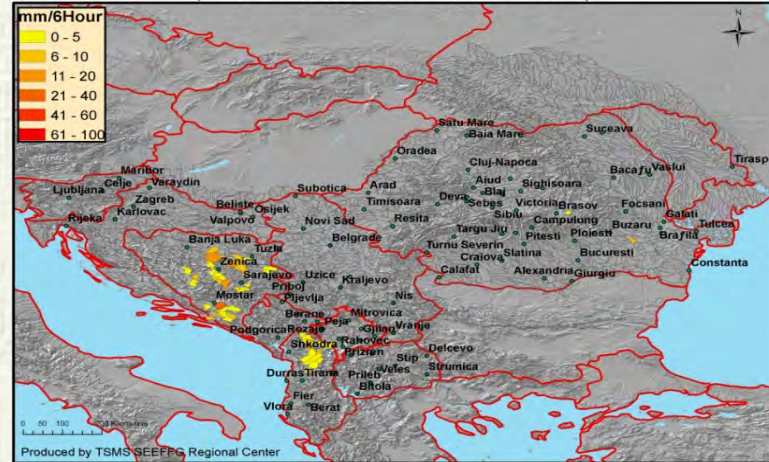 mm/6Hour
0 - 5
6 - 10
11 - 20
21 - 40
41 - 60
61 - 100
N
Satu Mare
Baia Mare
Suceava
Oradea
Cluj-Napoca
Bacaƒu
Vaslui
Tirasp
Maribor
Celje
Varaydin
Ljubljana
Zagreb
Rijeka
Karlovac
Subotica
Arad
Aiud
Blaj
Sighisoara
Deva
Sebes
Victoria
Brasov
Focsani
Beliste
Osijek
Valpovo
Timisoara
Novi Sad
Resita
Sibiu
Campulung
Galati
Buzaru
Braƒila
Tulcea
Targu Jiu
Pitesti
Ploiesti
Banja Luka
Belgrade
Turnu Severin
Tuzla
Craiova
Slatina
Bucuresti
Zenica
Calafat
Alexandria
Giurgiu
Constanta
Sarajevo
Uzice
Priboj
Kraljevo
Mostar
Pljevlja
Nis
Berane
Mitrovica
Podgorica
Rozaje
Peja
Gjilan
Vranje
Rahovec
Shkodra
Prizren
Delcevo
Stip
Durras
Tirana
Prileb
Veles
Strumica
Bitola
Fier
Vlora
Berat
Produced by TSMS SEEFFG Regional Center